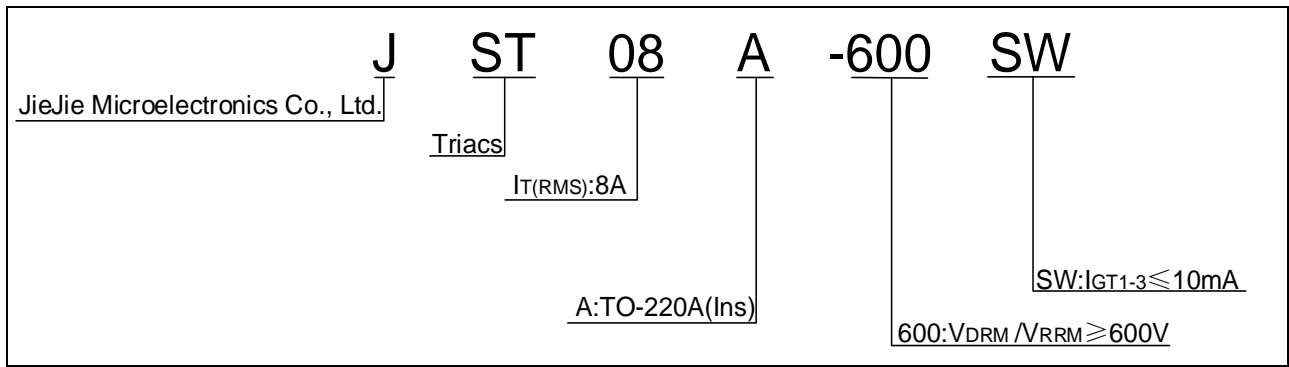 J ST 08 A -600 SW
JieJie Microelectronics Co., Ltd.
Triacs
IT(RMS):8A
SW:IGT1-3≤10mA
A:TO-220A(Ins)
600:VDRM /VRRM≥600V